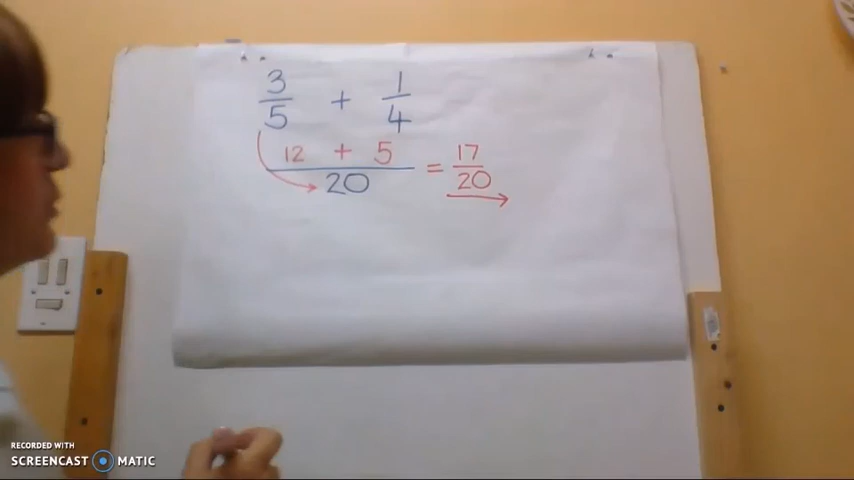 3/5 + 1/4
12 + 5 / 20 = 17/20
RECORDED WITH
SCREENCAST MATIC